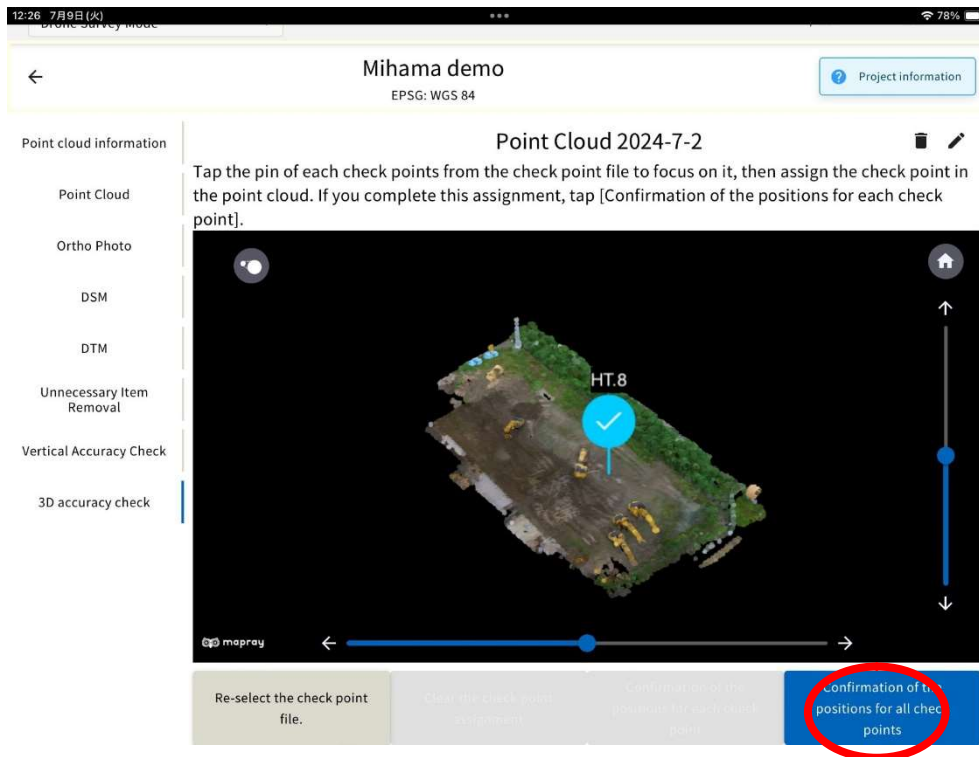 12:26 7月9日(火)
78%
Drone Survey Mode
Mihama demo
EPSG: WGS 84
Project information
Point cloud information
Point Cloud
Ortho Photo
DSM
DTM
Unnecessary Item
Removal
Vertical Accuracy Check
3D accuracy check
Point Cloud 2024-7-2
Tap the pin of each check points from the check point file to focus on it, then assign the check point in
the point cloud. If you complete this assignment, tap [Confirmation of the positions for each check
point].
HT.8
mapray
Re-select the check point
file.
Clear the check point
assignment
Confirmation of the
positions for each check
point
Confirmation of the
positions for all check
points